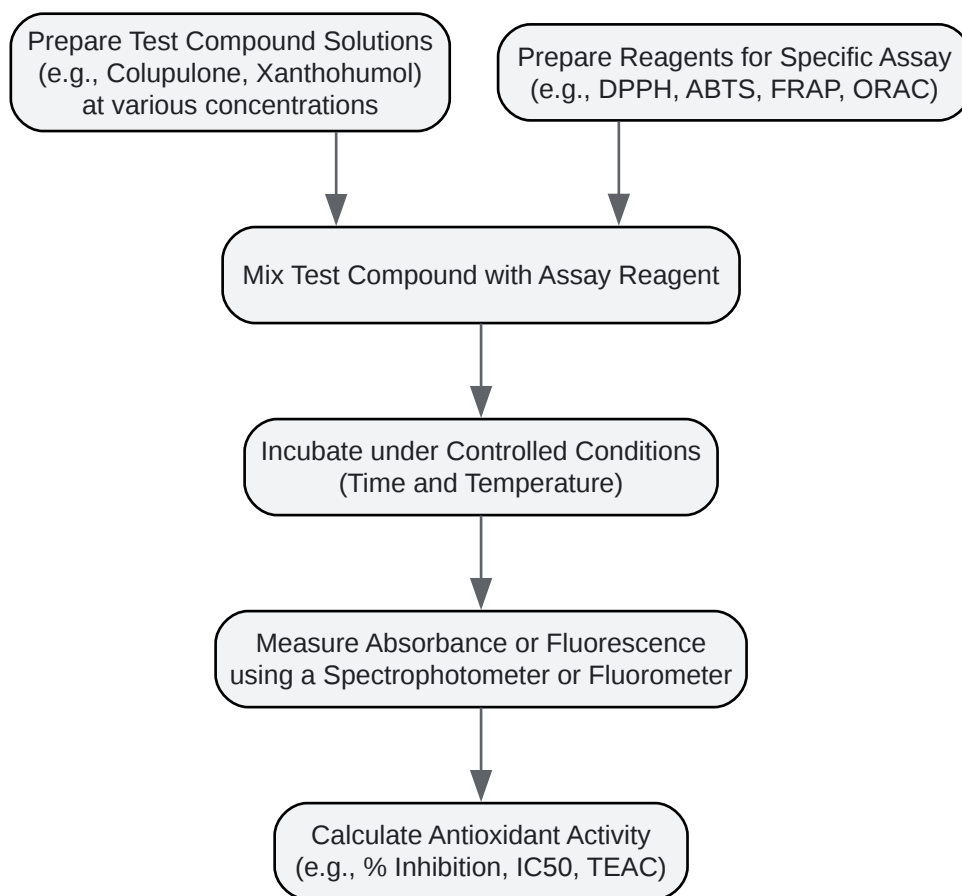 Prepare Test Compound Solutions
(e.g., Colupulone, Xanthohumol)
at various concentrations
Prepare Reagents for Specific Assay
(e.g., DPPH, ABTS, FRAP, ORAC)
Mix Test Compound with Assay Reagent
Incubate under Controlled Conditions
(Time and Temperature)
Measure Absorbance or Fluorescence
using a Spectrophotometer or Fluorometer
Calculate Antioxidant Activity
(e.g., % Inhibition, IC50, TEAC)